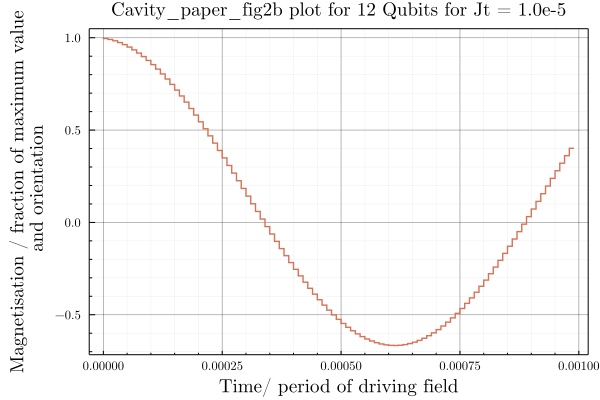 Cavity_paper_fig2b plot for 12 Qubits for Jt = 1.0e-5
Magnetisation / fraction of maximum value
and orientation
1.0
0.5
0.0
−0.5
0.00000
0.00025
0.00050
0.00075
0.00100
Time/ period of driving field